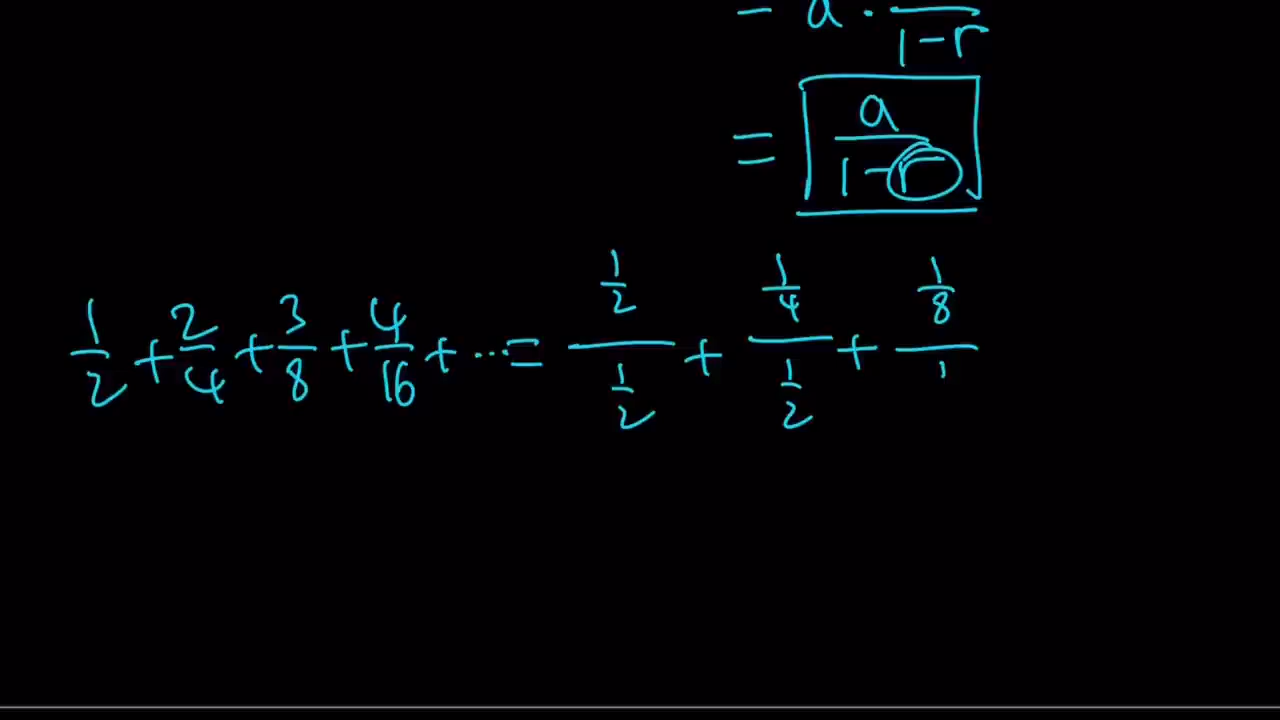 = a · ‾/(1-r)
= a/(1-r)
1/2 + 2/4 + 3/8 + 4/16 + ... = (1/2)/(1/2) + (1/4)/(1/2) + (1/8)/1